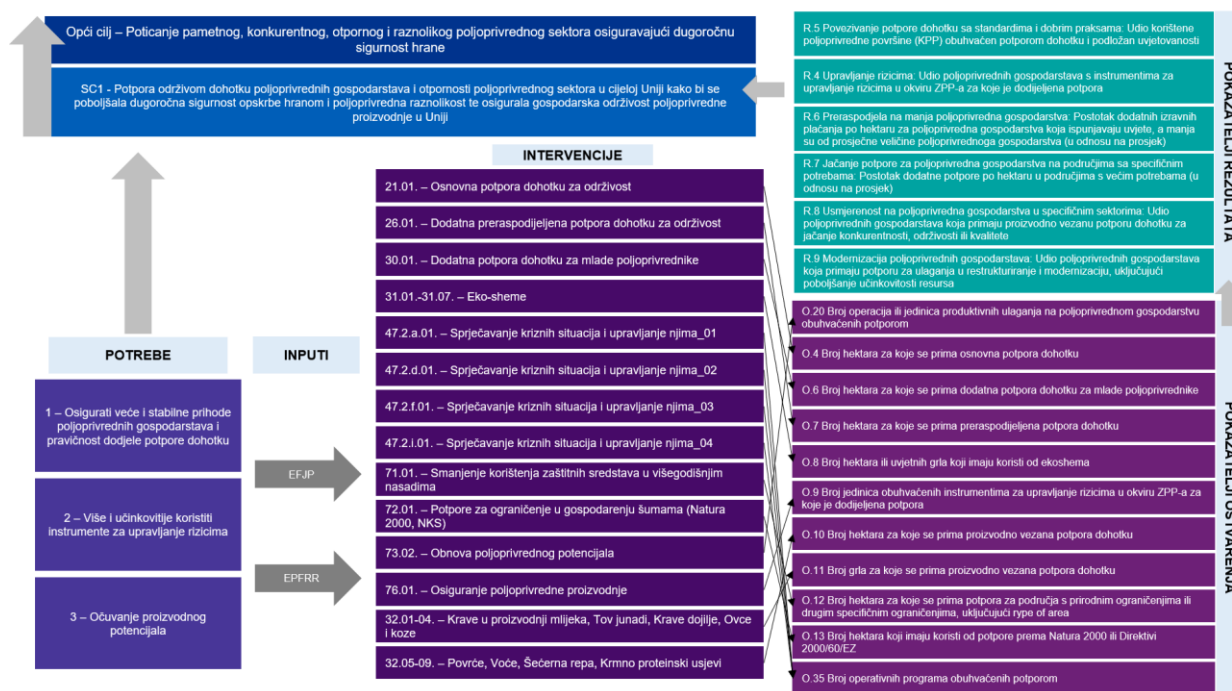 Opći cilj – Poticanje pametnog, konkurentnog, otpornog i raznolikog poljoprivrednog sektora osiguravajući dugoročnu
sigurnost hrane
SC1 - Potpora održivom dohotku poljoprivrednih gospodarstava i otpornosti poljoprivrednog sektora u cijeloj Uniji kako bi se
poboljšala dugoročna sigurnost opskrbe hranom i poljoprivredna raznolikost te osigurala gospodarska održivost poljoprivredne
proizvodnje u Uniji
POTREBE
1 – Osigurati veće i stabilne prihode
poljoprivrednih gospodarstava i
pravičnost dodjele potpore dohotku
2 – Više i učinkovitije koristiti
instrumente za upravljanje rizicima
3 – Očuvanje proizvodnog
potencijala
INPUTI
EFJP
EPFRR
INTERVENCIJE
21.01. – Osnovna potpora dohotku za održivost
26.01. – Dodatna preraspodijeljena potpora dohotku za održivost
30.01. – Dodatna potpora dohotku za mlade poljoprivrednike
31.01.-31.07. – Eko-sheme
47.2.a.01. – Sprječavanje kriznih situacija i upravljanje njima_01
47.2.d.01. – Sprječavanje kriznih situacija i upravljanje njima_02
47.2.f.01. – Sprječavanje kriznih situacija i upravljanje njima_03
47.2.i.01. – Sprječavanje kriznih situacija i upravljanje njima_04
71.01. – Smanjenje korištenja zaštitnih sredstava u višegodišnjim
nasadima
72.01. – Potpore za ograničenje u gospodarenju šumama (Natura
2000, NKS)
73.02. – Obnova poljoprivrednog potencijala
76.01. – Osiguranje poljoprivredne proizvodnje
32.01-04. – Krave u proizvodnji mlijeka, Tov junadi, Krave dojilje, Ovce
i koze
32.05-09. – Povrće, Voće, Šećerna repa, Krmno proteinski usjevi
R.5 Povezivanje potpore dohotku sa standardima i dobrim praksama: Udio korištene
poljoprivredne površine (KPP) obuhvaćen potporom dohotku i podložan uvjetovanosti
R.4 Upravljanje rizicima: Udio poljoprivrednih gospodarstava s instrumentima za
upravljanje rizicima u okviru ZPP-a za koje je dodijeljena potpora
R.6 Preraspodjela na manja poljoprivredna gospodarstva: Postotak dodatnih izravnih
plaćanja po hektaru za poljoprivredna gospodarstva koja ispunjavaju uvjete, a manja
su od prosječne veličine poljoprivrednoga gospodarstva (u odnosu na prosjek)
R.7 Jačanje potpore za poljoprivredna gospodarstva na područjima sa specifičnim
potrebama: Postotak dodatne potpore po hektaru u područjima s većim potrebama (u
odnosu na prosjek)
R.8 Usmjerenost na poljoprivredna gospodarstva u specifičnim sektorima: Udio
poljoprivrednih gospodarstava koja primaju proizvodno vezanu potporu dohotku za
jačanje konkurentnosti, održivosti ili kvalitete
R.9 Modernizacija poljoprivrednih gospodarstava: Udio poljoprivrednih gospodarstava
koja primaju potporu za ulaganja u restrukturiranje i modernizaciju, uključujući
poboljšanje učinkovitosti resursa
POKAZATELJI REZULTATA
O.20 Broj operacija ili jedinica produktivnih ulaganja na poljoprivrednom gospodarstvu
obuhvaćenih potporom
O.4 Broj hektara za koje se prima osnovna potpora dohotku
O.6 Broj hektara za koje se prima dodatna potpora dohotku za mlade poljoprivrednike
O.7 Broj hektara za koje se prima preraspodijeljena potpora dohotku
O.8 Broj hektara ili uvjetnih grla koji imaju koristi od ekoshema
O.9 Broj jedinica obuhvaćenih instrumentima za upravljanje rizicima u okviru ZPP-a za
koje je dodijeljena potpora
O.10 Broj hektara za koje se prima proizvodno vezana potpora dohotku
O.11 Broj grla za koje se prima proizvodno vezana potpora dohotku
O.12 Broj hektara za koje se prima potpora za područja s prirodnim ograničenjima ili
drugim specifičnim ograničenjima, uključujući rype of area
O.13 Broj hektara koji imaju koristi od potpore prema Natura 2000 ili Direktivi
2000/60/EZ
O.35 Broj operativnih programa obuhvaćenih potporom
POKAZATELJI OSTVARENJA